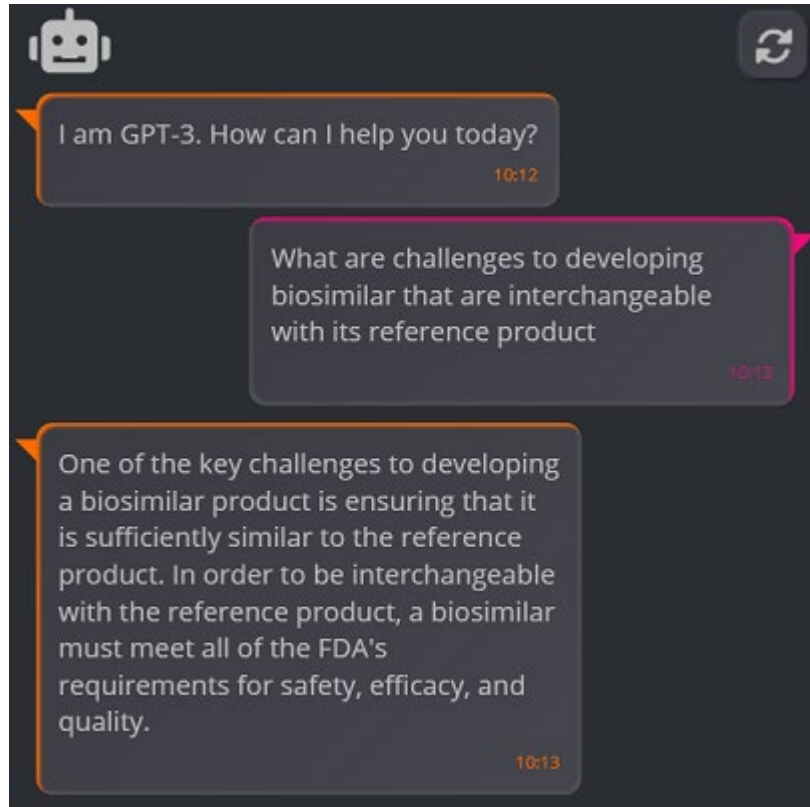 I am GPT-3. How can I help you today?
10:12
What are challenges to developing
biosimilar that are interchangeable
with its reference product
10:13
One of the key challenges to developing
a biosimilar product is ensuring that it
is sufficiently similar to the reference
product. In order to be interchangeable
with the reference product, a biosimilar
must meet all of the FDA's
requirements for safety, efficacy, and
quality.
10:13